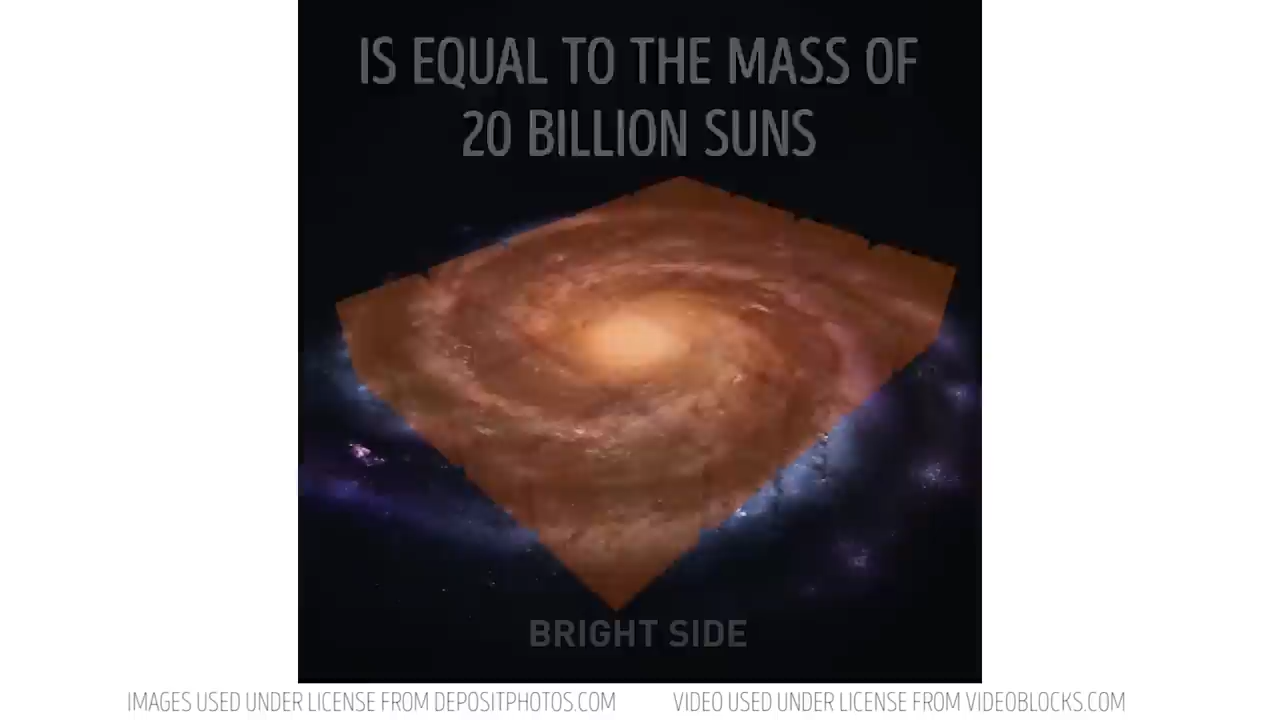 IS EQUAL TO THE MASS OF
20 BILLION SUNS
BRIGHT SIDE
IMAGES USED UNDER LICENSE FROM DEPOSITPHOTOS.COM
VIDEO USED UNDER LICENSE FROM VIDEOBLOCKS.COM